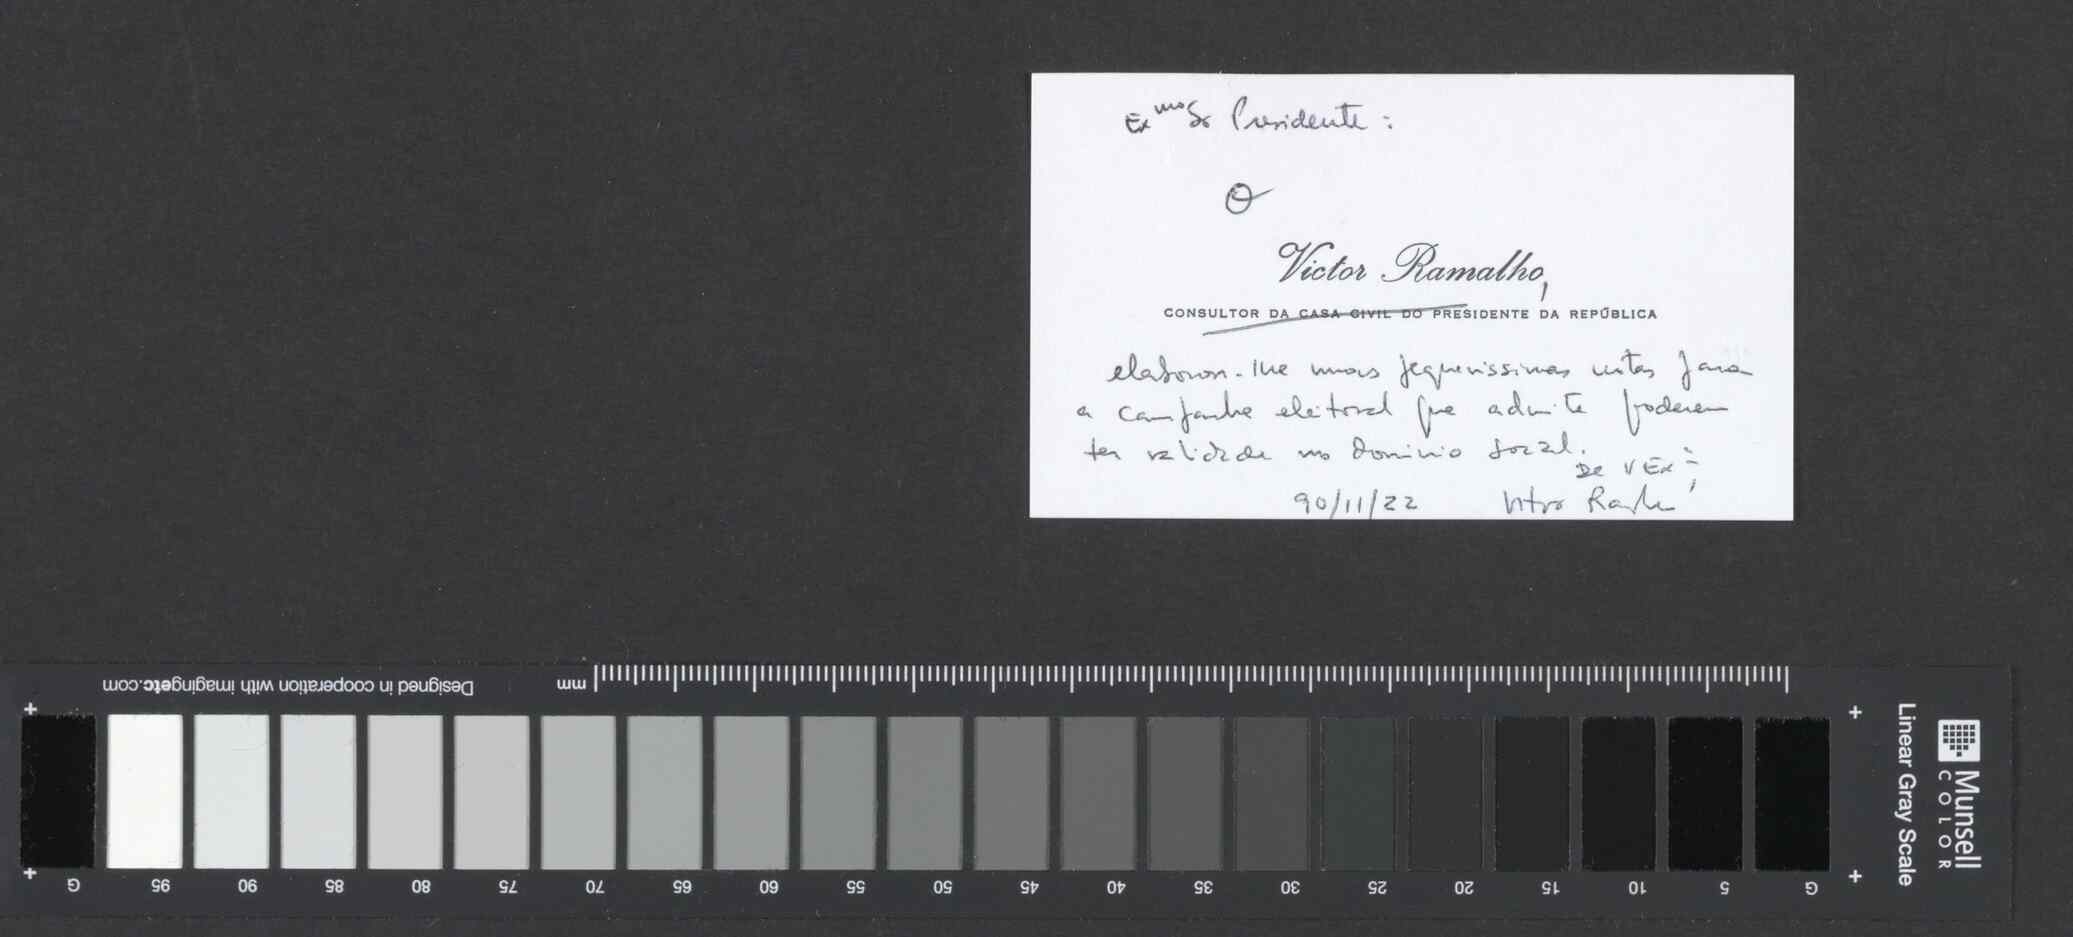 Exmo Sr Presidente:
O
Victor Ramalho,
CONSULTOR DA CASA CIVIL DO PRESIDENTE DA REPÚBLICA
elaborou-lhe umas pequeníssimas notas para
a campanha eleitoral que admite poderem
ter validade no domínio social.
De V Exª,
90/11/22 Vitor Ramalho
Designed in cooperation with imagingetc.com
mm
G 95 90 85 80 75 70 65 60 55 50 45 40 35 30 25 20 15 10 5 G
Linear Gray Scale
Munsell
COLOR